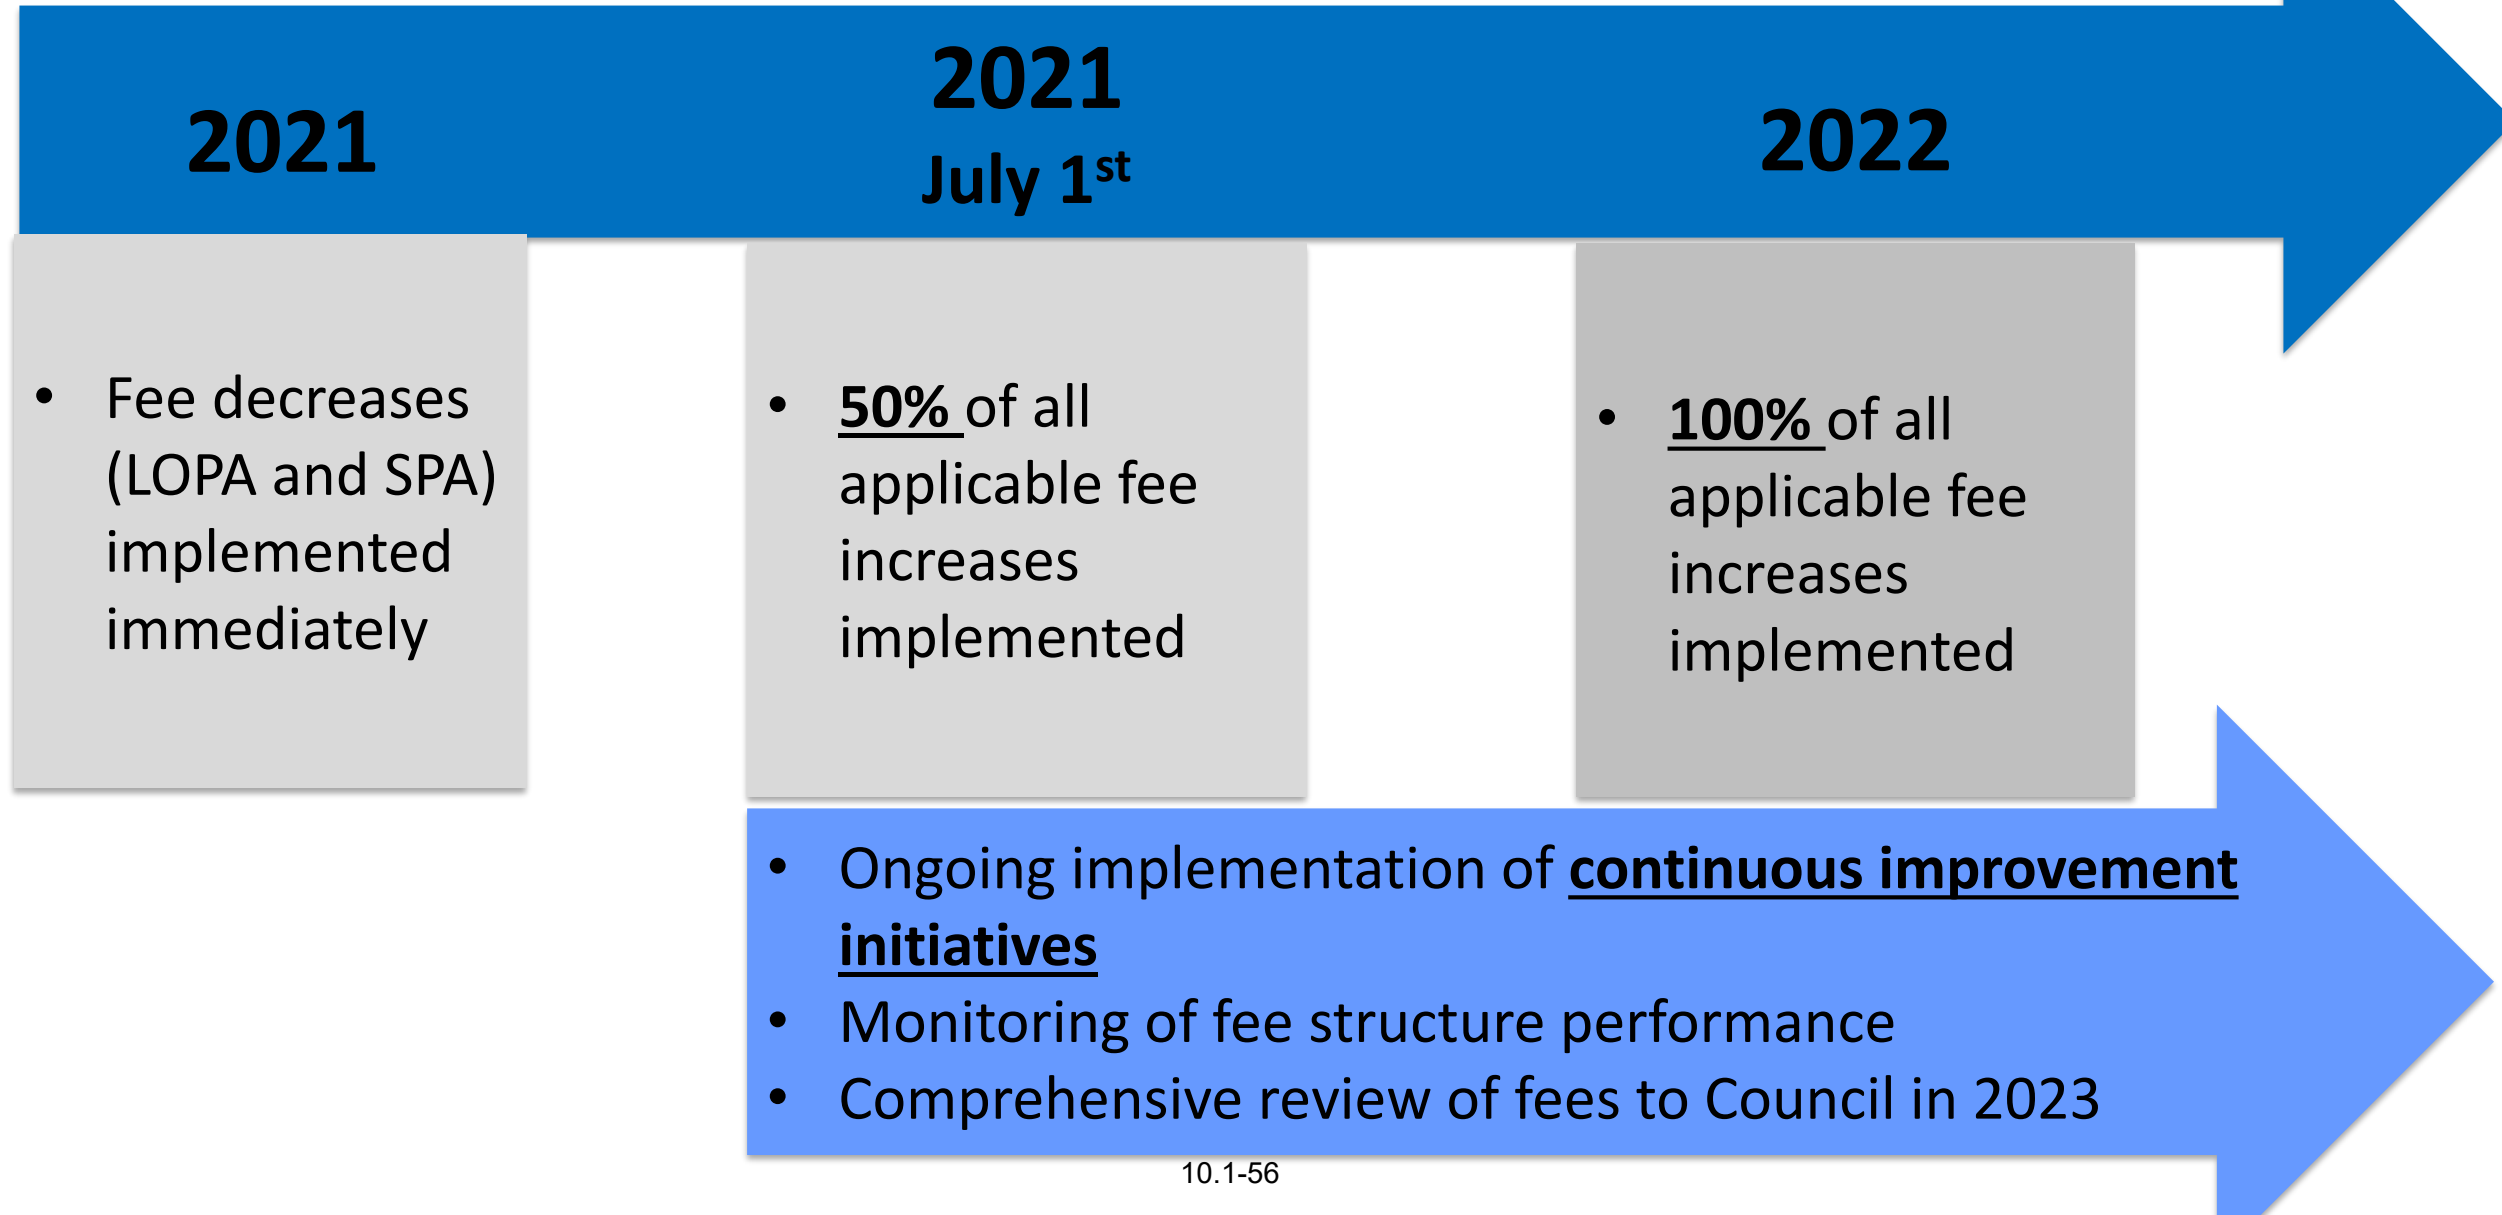 2021
2021
July 1st
2022
• Fee decreases
(LOPA and SPA)
implemented
immediately
• 50% of all
applicable fee
increases
implemented
• 100% of all
applicable fee
increases
implemented
• Ongoing implementation of continuous improvement
initiatives
• Monitoring of fee structure performance
• Comprehensive review of fees to Council in 2023
10.1-56